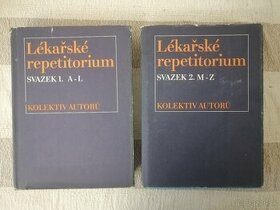 Lékařské
repetitorium
SVAZEK 1. A-L
KOLEKTIV AUTORŮ
Lékařské
repetitorium
SVAZEK 2. M-Z
KOLEKTIV AUTORŮ